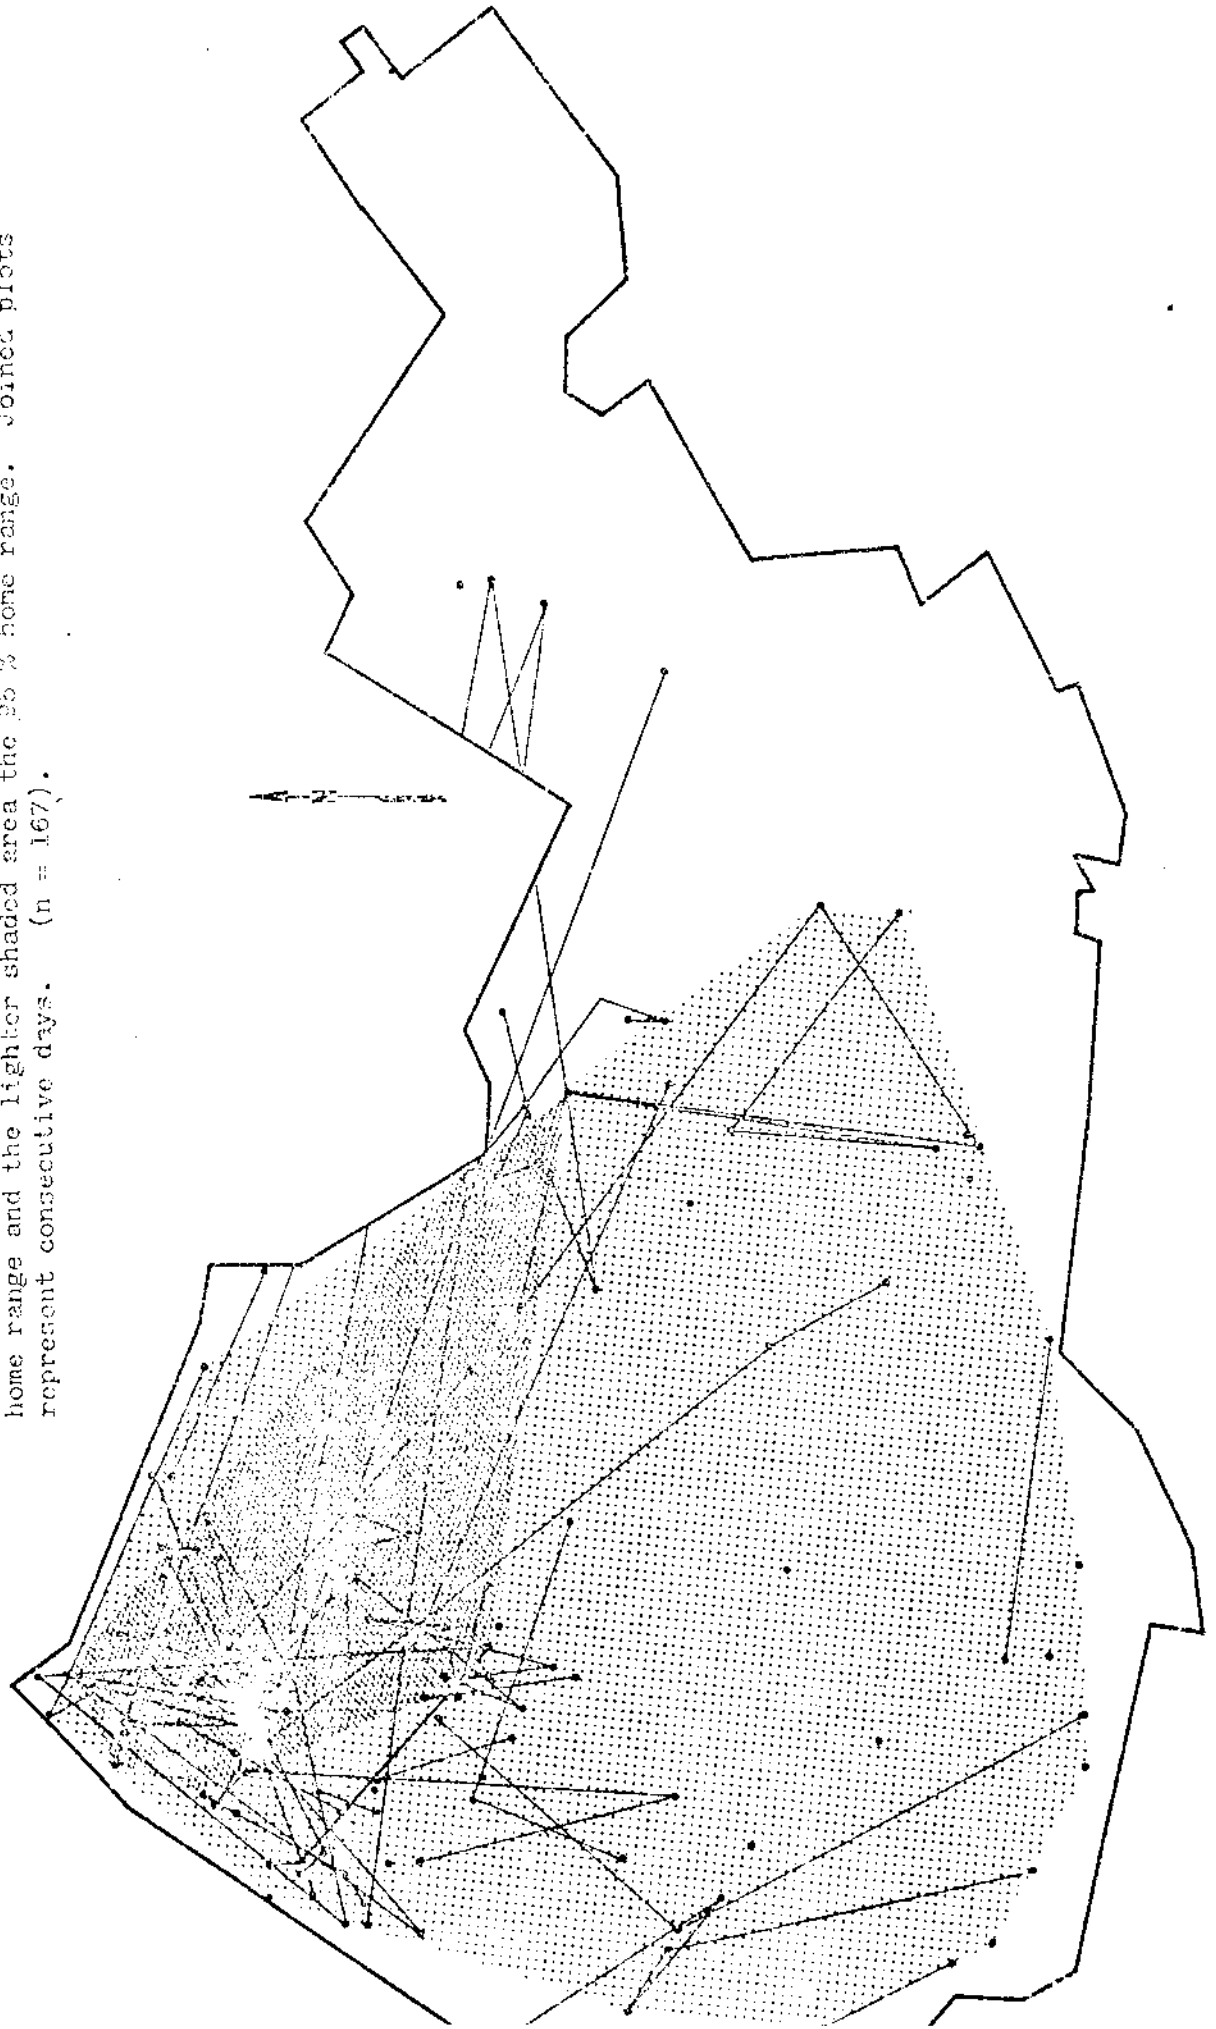 home range and the lighter shaded area the 95 % home range. Joined plots
represent consecutive days. (n = 167).
N